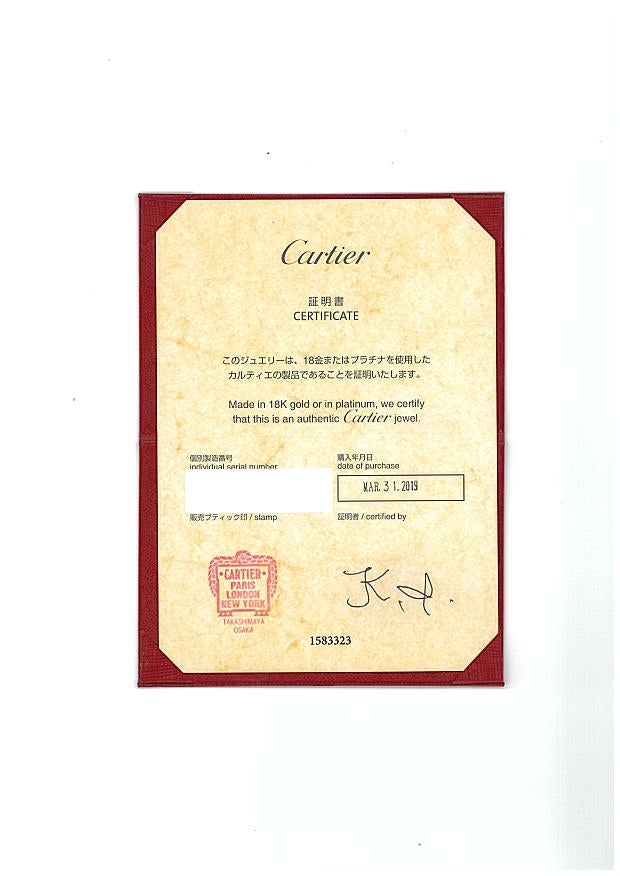 Cartier
証明書
CERTIFICATE
このジュエリーは、18金またはプラチナを使用した
カルティエの製品であることを証明いたします。
Made in 18K gold or in platinum, we certify
that this is an authentic Cartier jewel.
個別製造番号
individual serial number
購入年月日
date of purchase
MAR. 31. 2019
販売ブティック印 / stamp
証明者 / certified by
CARTIER
PARIS
LONDON
NEW YORK
TAKASHIMAYA
OSAKA
1583323